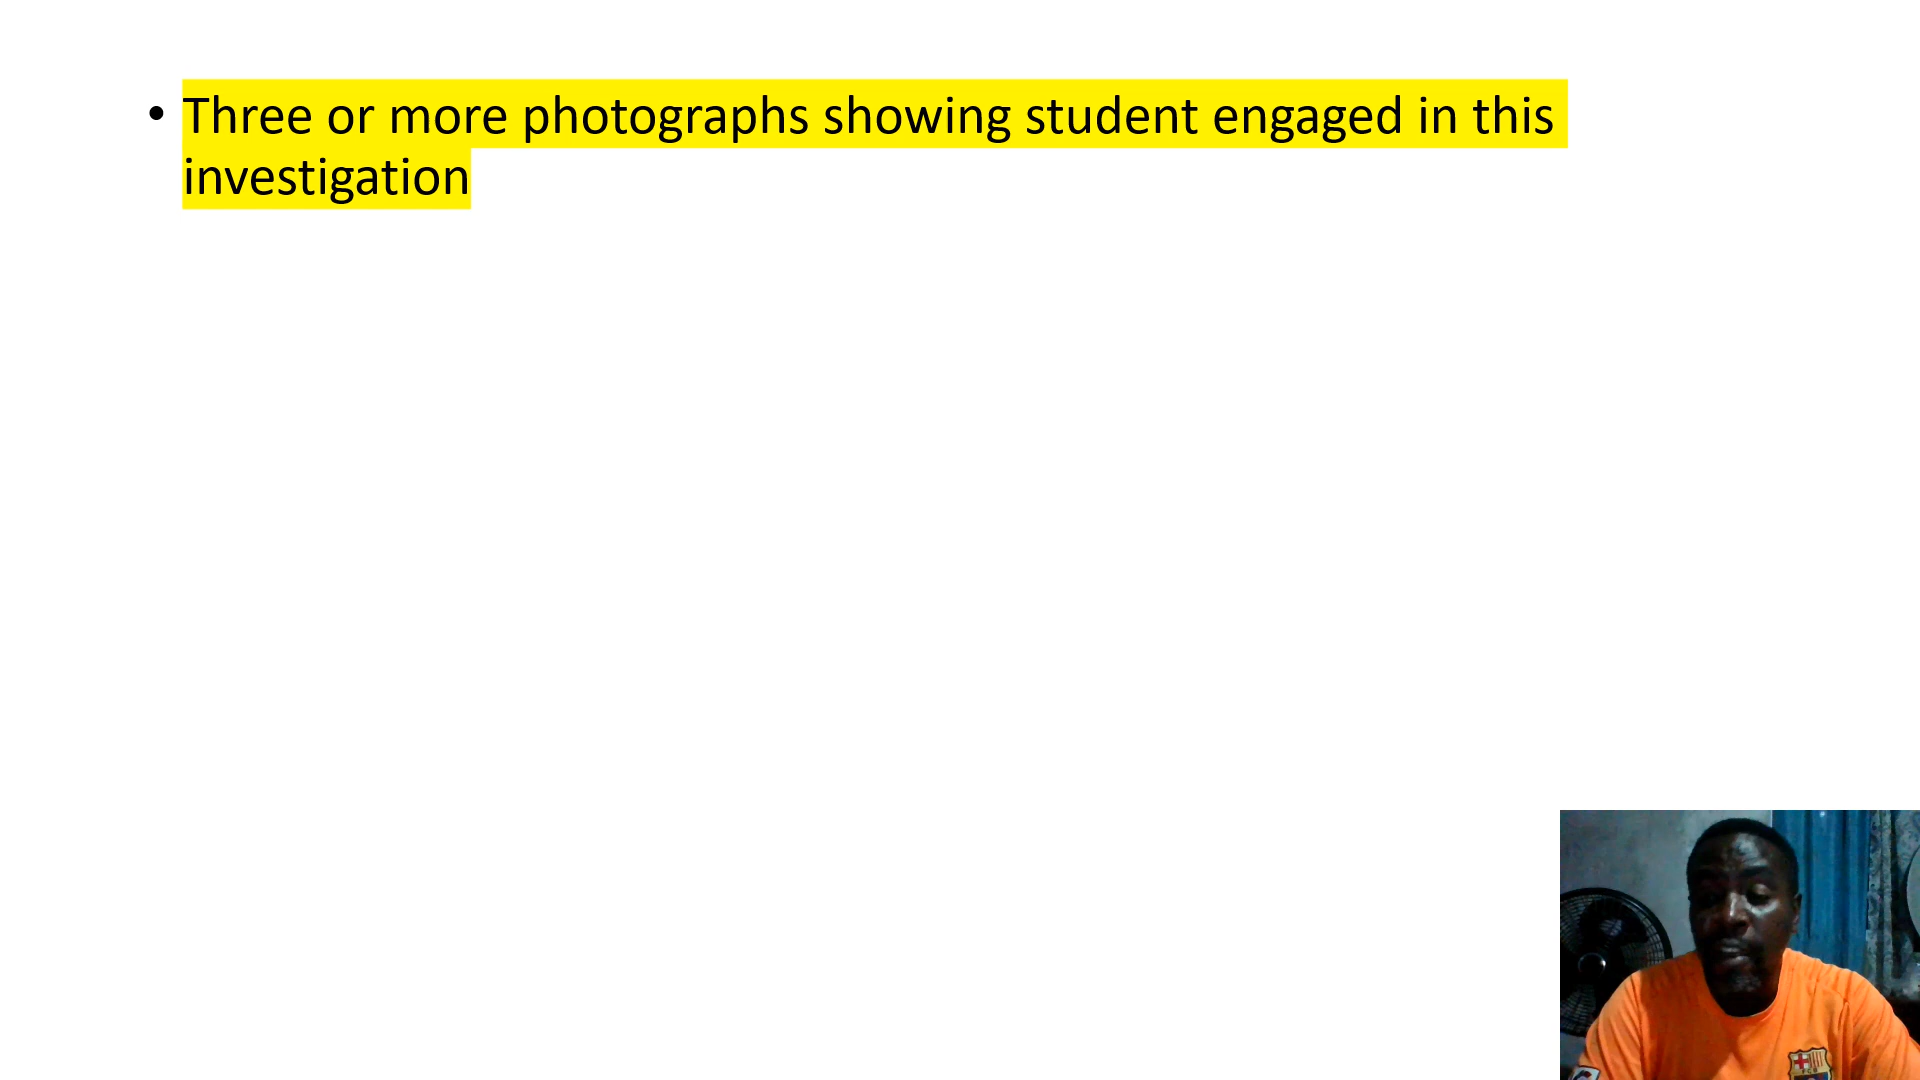 • Three or more photographs showing student engaged in this
investigation